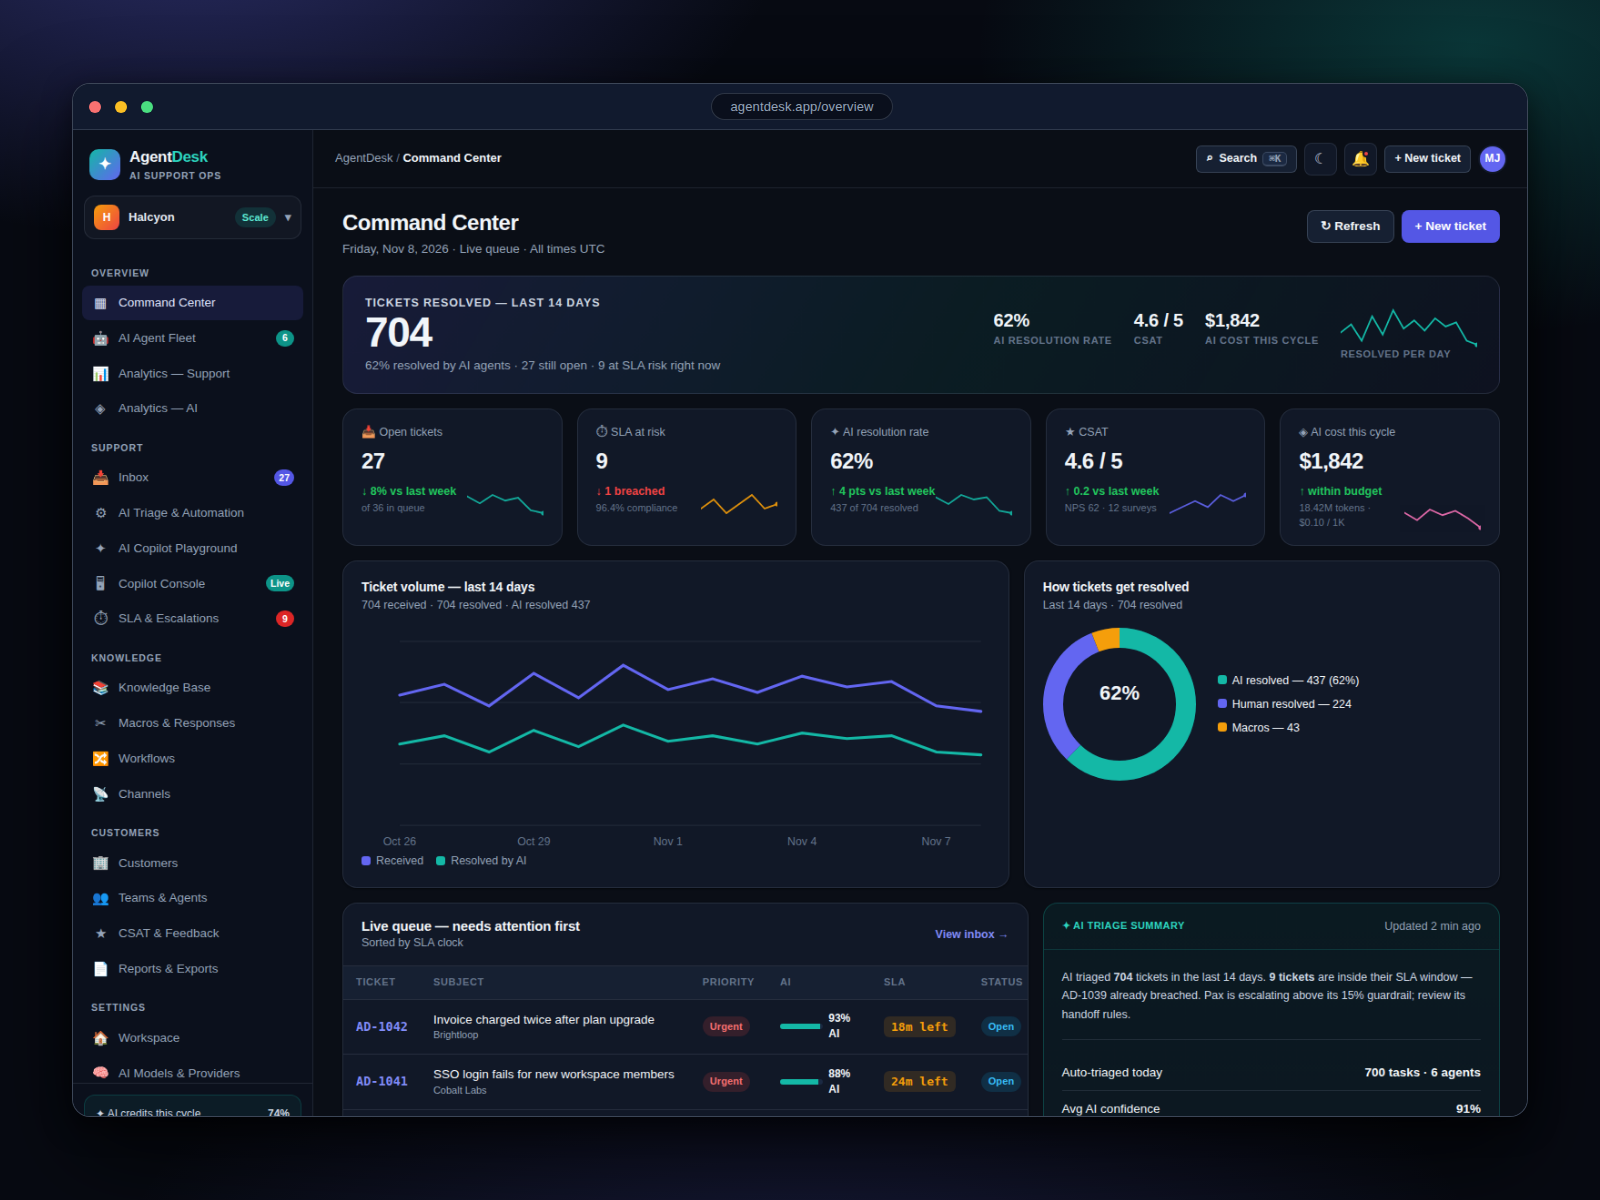 agentdesk.app/overview
AgentDesk
AI SUPPORT OPS
H Halcyon Scale ▾
OVERVIEW
Command Center
AI Agent Fleet 6
Analytics — Support
Analytics — AI
SUPPORT
Inbox 27
AI Triage & Automation
AI Copilot Playground
Copilot Console Live
SLA & Escalations 9
KNOWLEDGE
Knowledge Base
Macros & Responses
Workflows
Channels
CUSTOMERS
Customers
Teams & Agents
CSAT & Feedback
Reports & Exports
SETTINGS
Workspace
AI Models & Providers
✦ AI credits this cycle 74%
AgentDesk / Command Center
Search ⌘K
+ New ticket
MJ
Command Center
Friday, Nov 8, 2026 · Live queue · All times UTC
↻ Refresh
+ New ticket
TICKETS RESOLVED — LAST 14 DAYS
704
62% resolved by AI agents · 27 still open · 9 at SLA risk right now
62%
AI RESOLUTION RATE
4.6 / 5
CSAT
$1,842
AI COST THIS CYCLE
RESOLVED PER DAY
Open tickets
27
↓ 8% vs last week
of 36 in queue
SLA at risk
9
↓ 1 breached
96.4% compliance
✦ AI resolution rate
62%
↑ 4 pts vs last week
437 of 704 resolved
★ CSAT
4.6 / 5
↑ 0.2 vs last week
NPS 62 · 12 surveys
◈ AI cost this cycle
$1,842
↑ within budget
18.42M tokens ·
$0.10 / 1K
Ticket volume — last 14 days
704 received · 704 resolved · AI resolved 437
Oct 26 Oct 29 Nov 1 Nov 4 Nov 7
Received Resolved by AI
How tickets get resolved
Last 14 days · 704 resolved
62%
AI resolved — 437 (62%)
Human resolved — 224
Macros — 43
Live queue — needs attention first
Sorted by SLA clock
View inbox →
TICKET SUBJECT PRIORITY AI SLA STATUS
AD-1042 Invoice charged twice after plan upgrade Urgent 93% AI 18m left Open
Brightloop
AD-1041 SSO login fails for new workspace members Urgent 88% AI 24m left Open
Cobalt Labs
✦ AI TRIAGE SUMMARY
Updated 2 min ago
AI triaged 704 tickets in the last 14 days. 9 tickets are inside their SLA window —
AD-1039 already breached. Pax is escalating above its 15% guardrail; review its
handoff rules.
Auto-triaged today 700 tasks · 6 agents
Avg AI confidence 91%